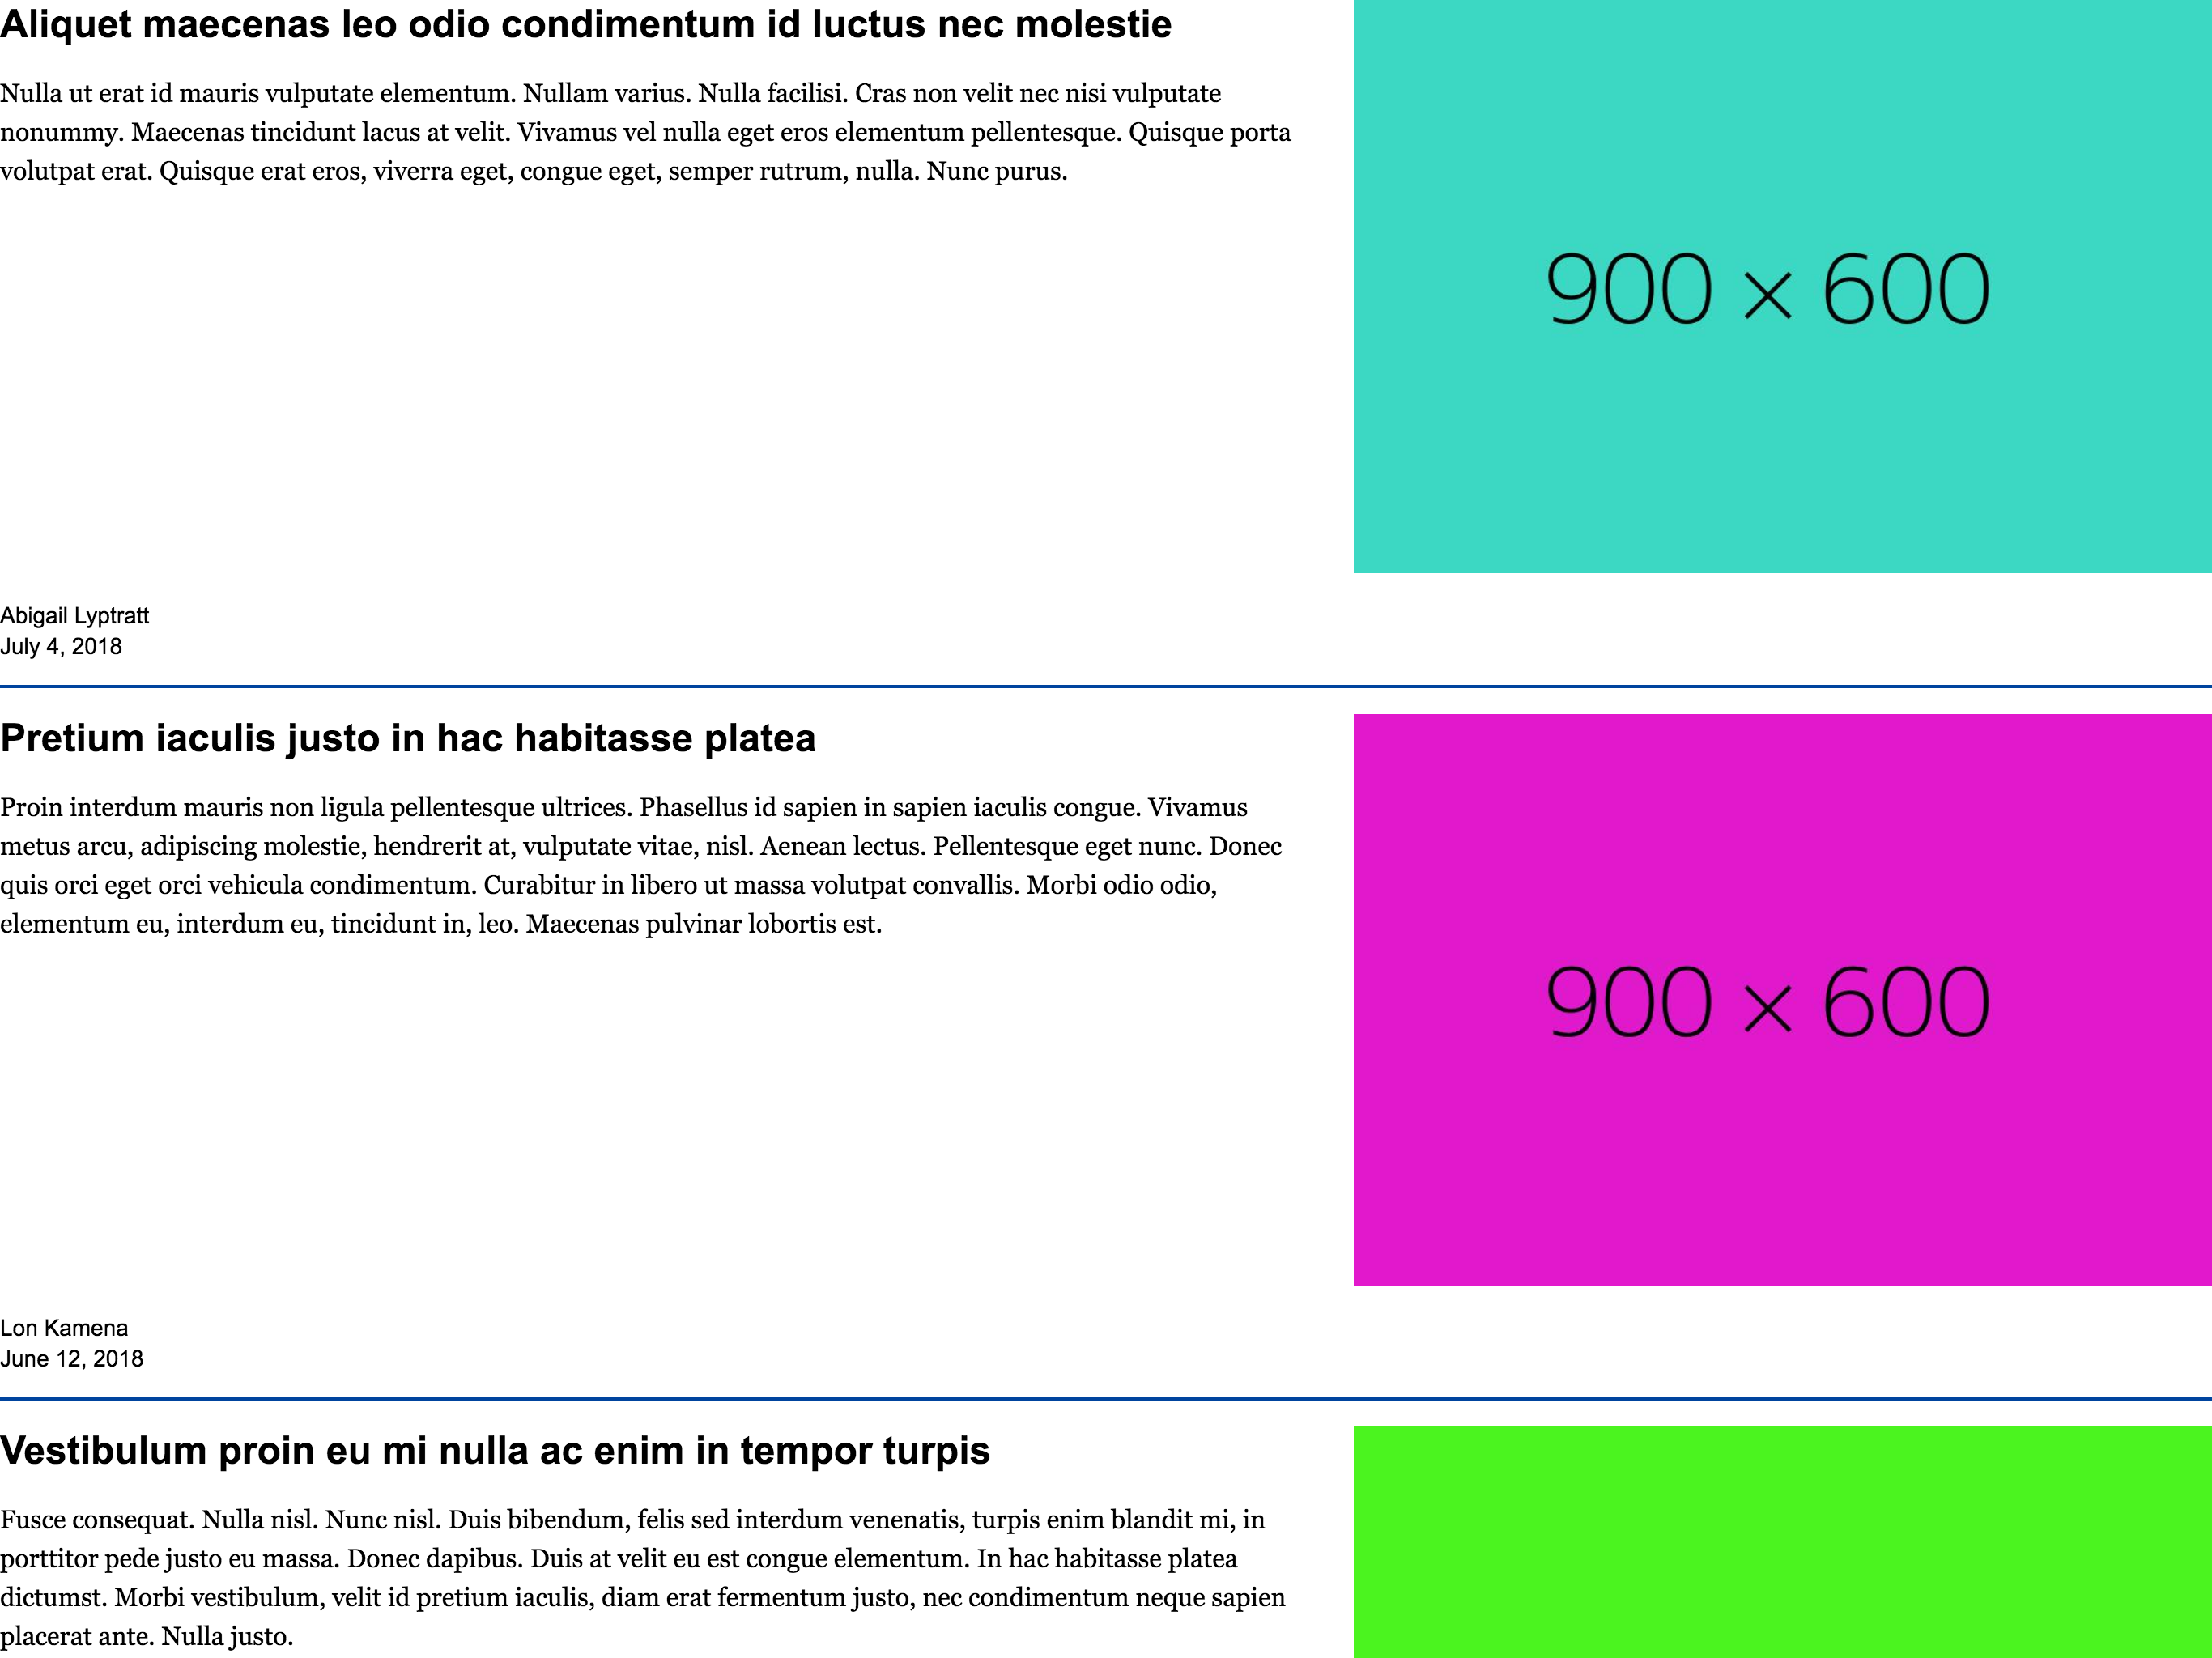 Aliquet maecenas leo odio condimentum id luctus nec molestie
Nulla ut erat id mauris vulputate elementum. Nullam varius. Nulla facilisi. Cras non velit nec nisi vulputate
nonummy. Maecenas tincidunt lacus at velit. Vivamus vel nulla eget eros elementum pellentesque. Quisque porta
volutpat erat. Quisque erat eros, viverra eget, congue eget, semper rutrum, nulla. Nunc purus.
900 × 600
Abigail Lyptratt
July 4, 2018
Pretium iaculis justo in hac habitasse platea
Proin interdum mauris non ligula pellentesque ultrices. Phasellus id sapien in sapien iaculis congue. Vivamus
metus arcu, adipiscing molestie, hendrerit at, vulputate vitae, nisl. Aenean lectus. Pellentesque eget nunc. Donec
quis orci eget orci vehicula condimentum. Curabitur in libero ut massa volutpat convallis. Morbi odio odio,
elementum eu, interdum eu, tincidunt in, leo. Maecenas pulvinar lobortis est.
900 × 600
Lon Kamena
June 12, 2018
Vestibulum proin eu mi nulla ac enim in tempor turpis
Fusce consequat. Nulla nisl. Nunc nisl. Duis bibendum, felis sed interdum venenatis, turpis enim blandit mi, in
porttitor pede justo eu massa. Donec dapibus. Duis at velit eu est congue elementum. In hac habitasse platea
dictumst. Morbi vestibulum, velit id pretium iaculis, diam erat fermentum justo, nec condimentum neque sapien
placerat ante. Nulla justo.